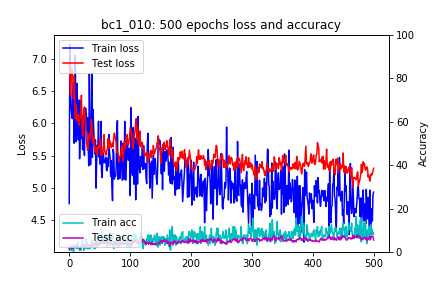 bc1_010: 500 epochs loss and accuracy
Train loss
Test loss
Train acc
Test acc
Loss
Accuracy
7.0
6.5
6.0
5.5
5.0
4.5
100
80
60
40
20
0
0 100 200 300 400 500